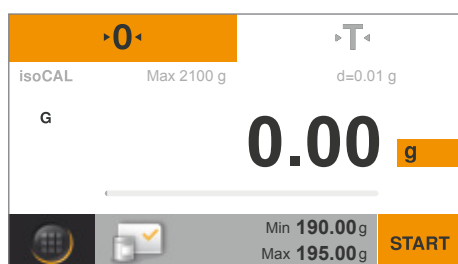 0 T
isoCAL Max 2100 g d=0.01 g
G
0.00 g
Min 190.00 g
Max 195.00 g
START